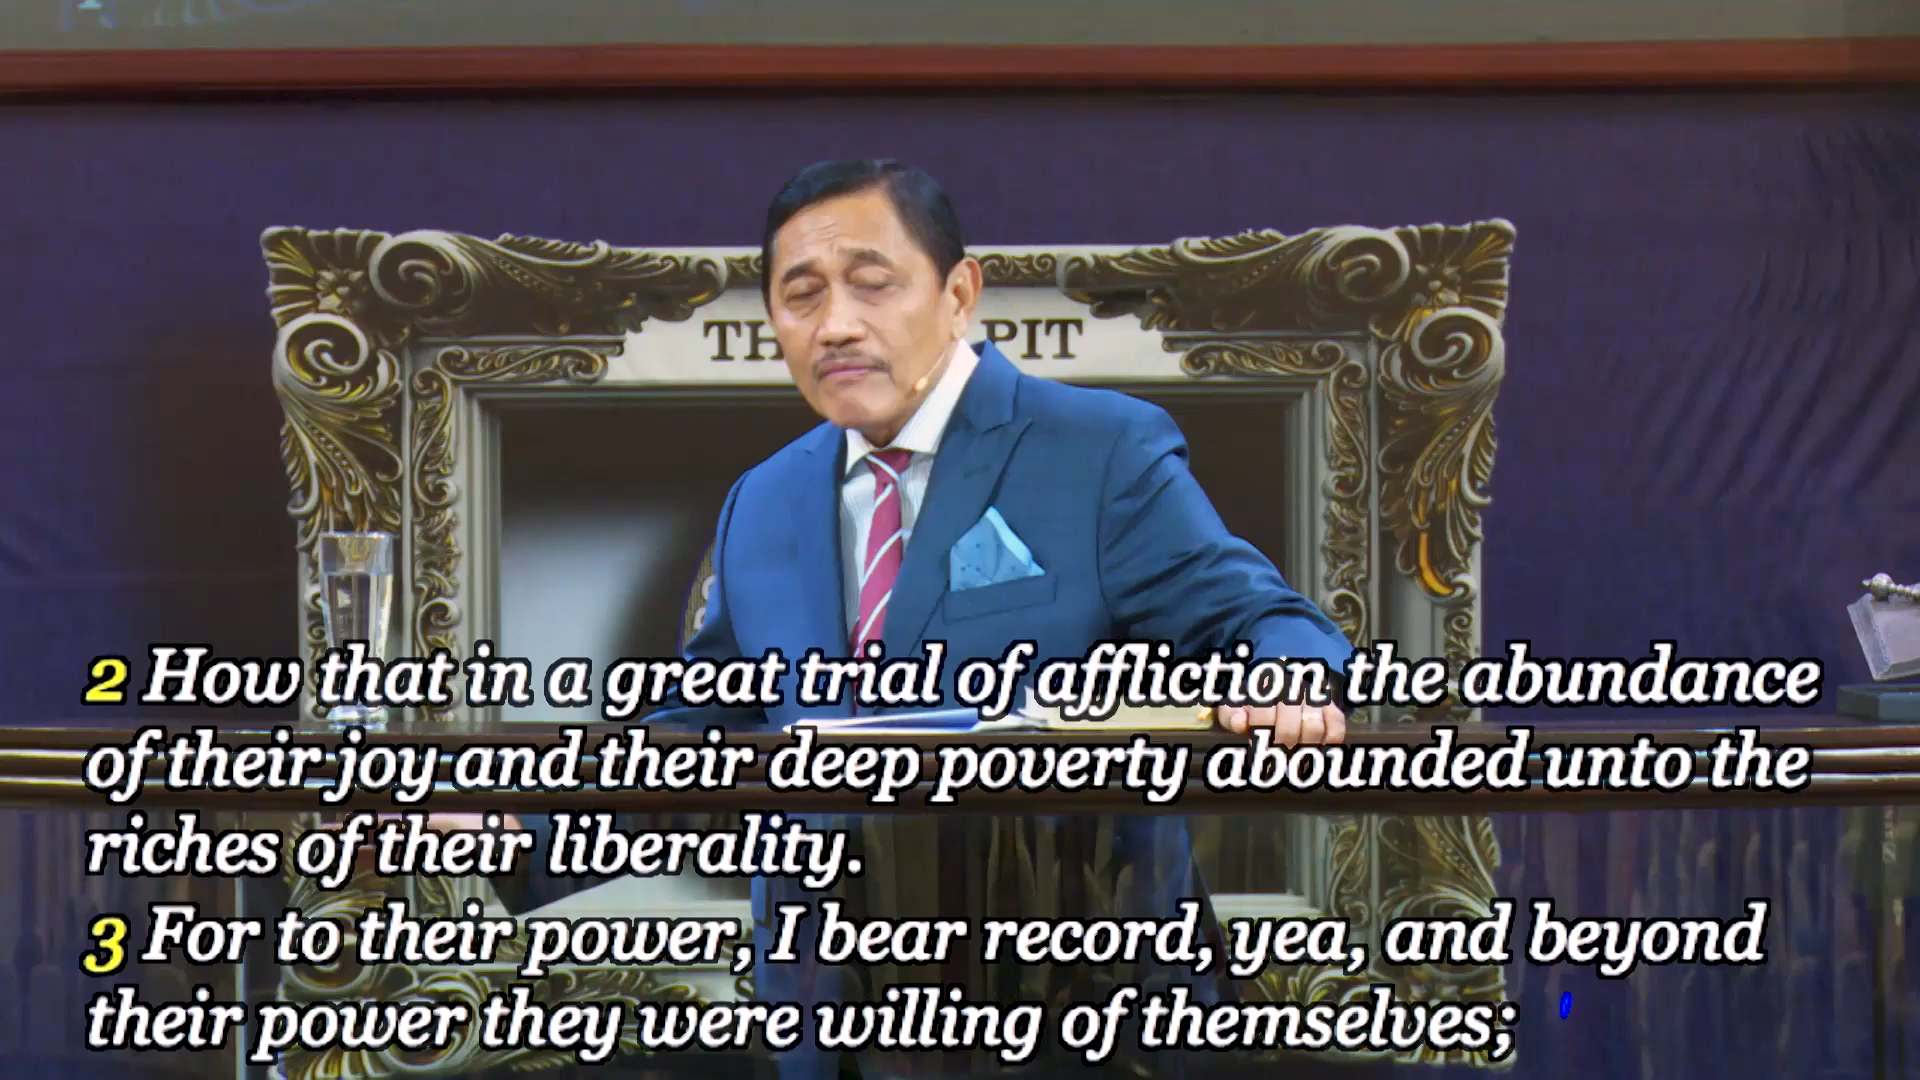 TH PIT
2 How that in a great trial of affliction the abundance
of their joy and their deep poverty abounded unto the
riches of their liberality.
3 For to their power, I bear record, yea, and beyond
their power they were willing of themselves;